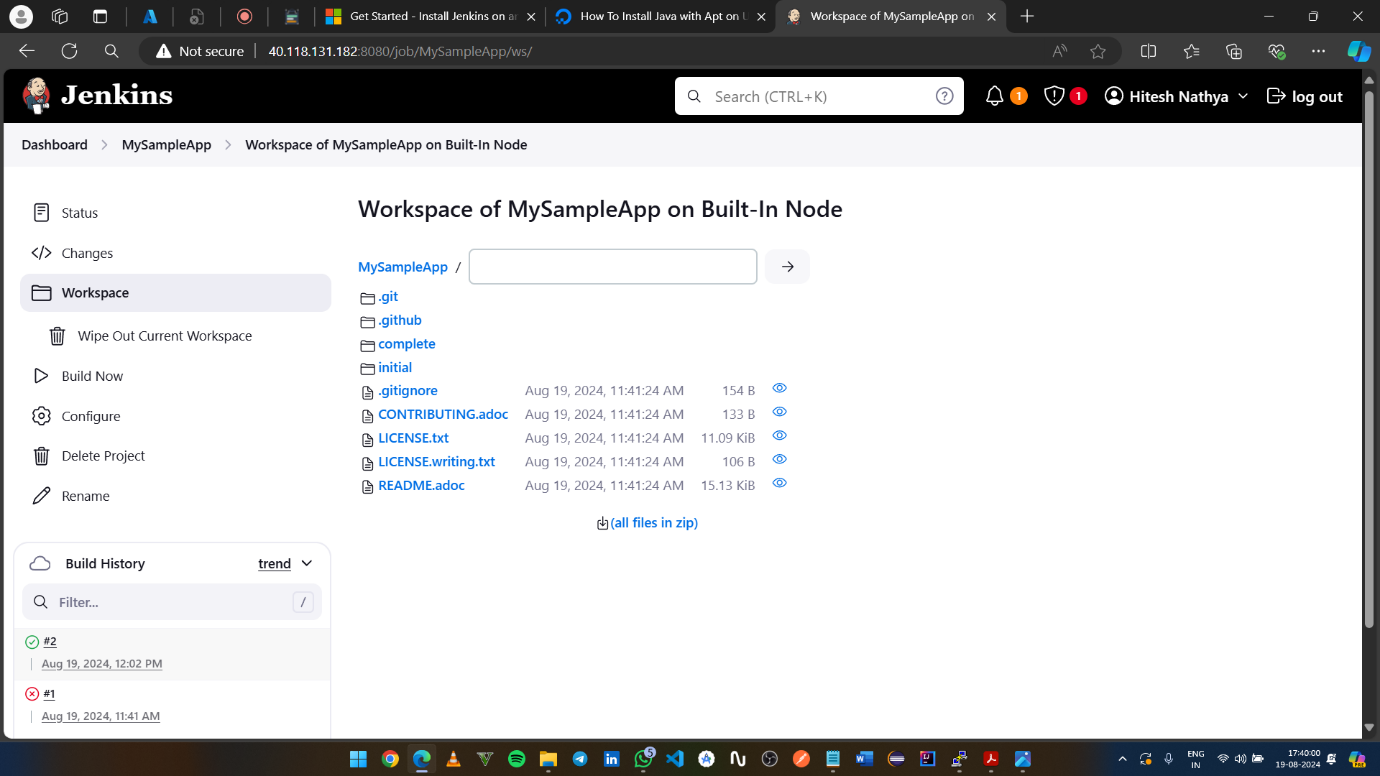 Get Started - Install Jenkins on an
How To Install Java with Apt on U
Workspace of MySampleApp on
Not secure
40.118.131.182:8080/job/MySampleApp/ws/
Jenkins
Search (CTRL+K)
1
1
Hitesh Nathya
log out
Dashboard
MySampleApp
Workspace of MySampleApp on Built-In Node
Status
Changes
Workspace
Wipe Out Current Workspace
Build Now
Configure
Delete Project
Rename
Build History
trend
Filter...
/
#2
Aug 19, 2024, 12:02 PM
#1
Aug 19, 2024, 11:41 AM
Workspace of MySampleApp on Built-In Node
MySampleApp /
.git
.github
complete
initial
.gitignore Aug 19, 2024, 11:41:24 AM 154 B
CONTRIBUTING.adoc Aug 19, 2024, 11:41:24 AM 133 B
LICENSE.txt Aug 19, 2024, 11:41:24 AM 11.09 KiB
LICENSE.writing.txt Aug 19, 2024, 11:41:24 AM 106 B
README.adoc Aug 19, 2024, 11:41:24 AM 15.13 KiB
(all files in zip)
5
ENG
IN
17:40:00
19-08-2024